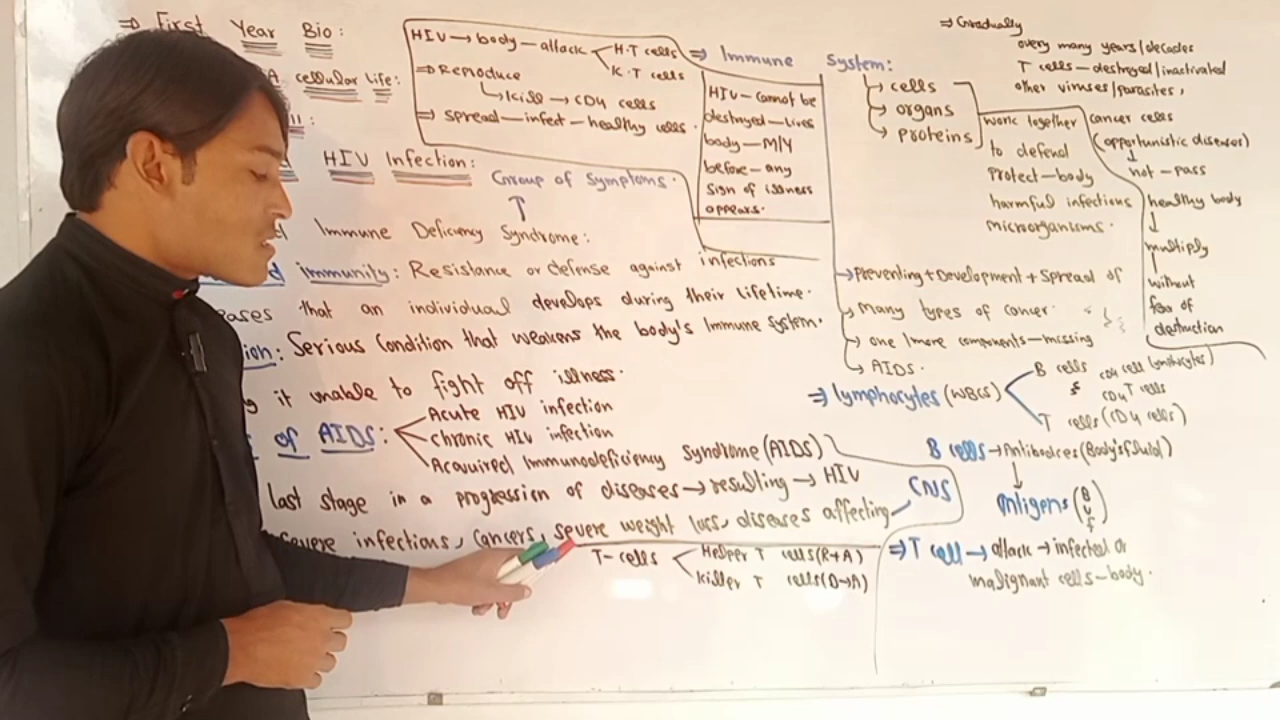 ⇒ First Year Bio:
A cellular life:
HIV Infection:
Group of Symptoms.
Immune Deficiency Syndrome:
immunity: Resistance or defense against infections
eases that an individual develops during their lifetime.
ion: Serious Condition that weakens the body's Immune System.
it unable to fight off illness.
of AIDS:
Acute HIV infection
chronic HIV infection
Acquired Immunodeficiency Syndrome (AIDS)
last stage in a progression of diseases → resulting → HIV
severe infections, cancers, severe weight loss, diseases affecting CNS
T-cells
Helper T cells (R+A)
Killer T cells (D→A)
HIV → body — attack
H.T cells
K.T cells
⇒ Reproduce
kill → CD4 cells
⇒ spread — infect — healthy cells.
⇒ Immune System:
HIV — cannot be
destroyed — lives
body — M/Y
before — any
sign of illness
appears.
→ cells
→ organs
→ proteins
work together
to defend
Protect — body
harmful infections
microorganisms.
→ Preventing + Development + Spread of
many types of cancer.
→ one/more components — missing
→ AIDS.
⇒ Gradually
overy many years/decades
T cells — destroyed/inactivated
other viruses/parasites,
cancer cells
(opportunistic diseases)
not — pass
healthy body
multiply
without
fear of
destruction
⇒ lymphocytes (WBCs)
B cells
CD4 T cells
T cells (CD4 cells)
B cells → Antibodies (Body's fluid)
Antigens (B V F)
⇒ T cell → attack → infected or
malignant cells — body.